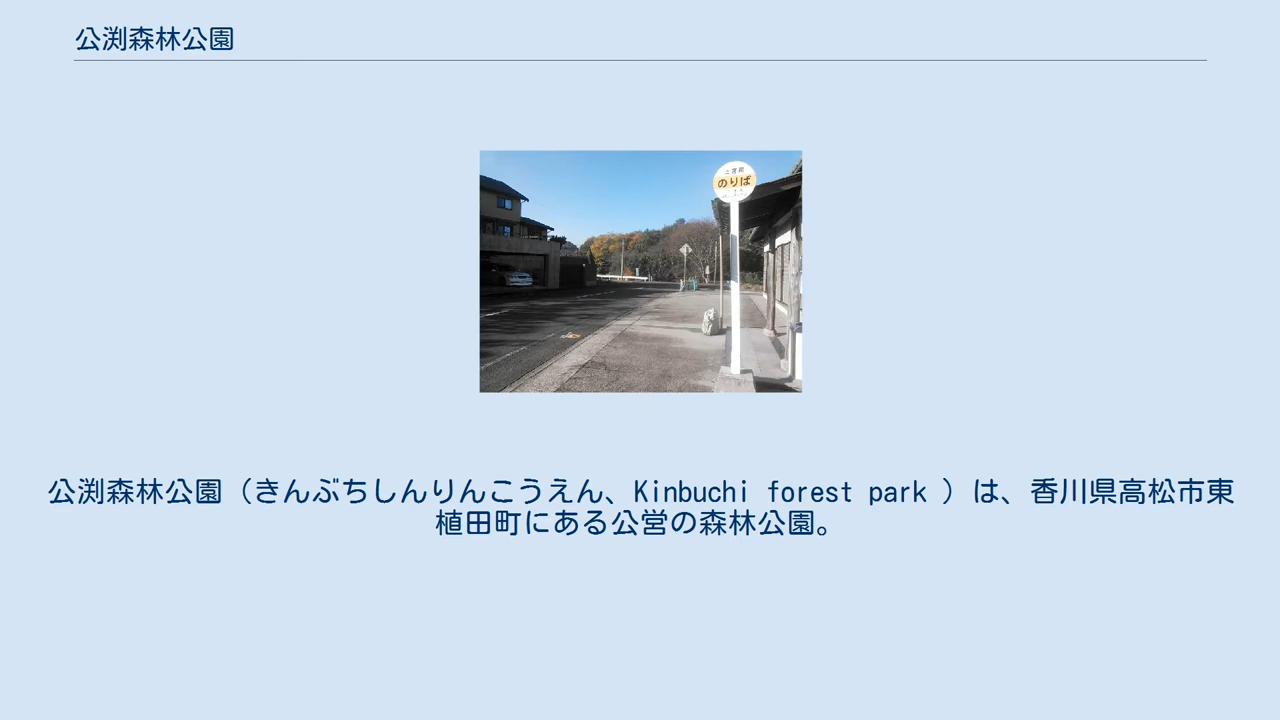 公渕森林公園
のりば
公渕森林公園（きんぶちしんりんこうえん、Kinbuchi forest park ）は、香川県高松市東
植田町にある公営の森林公園。